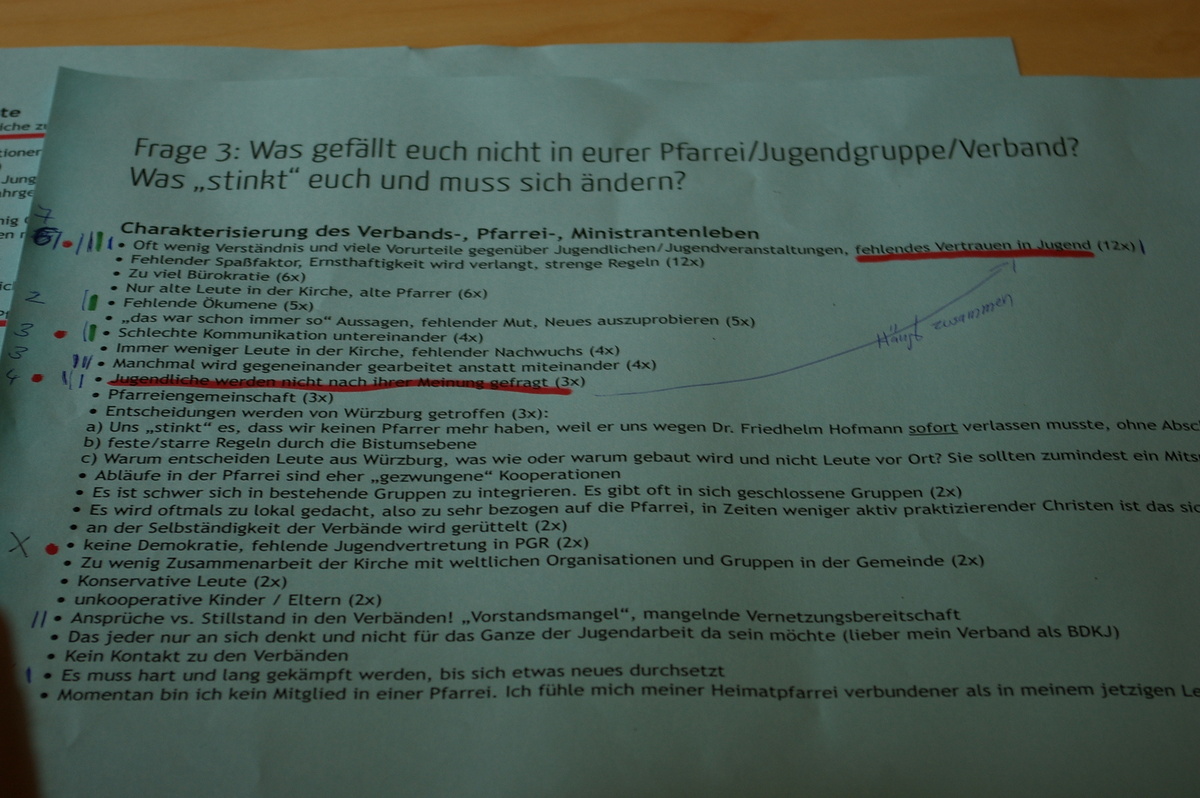 te
iche zu
tioner
Jung
ahrge
nig
en
Frage 3: Was gefällt euch nicht in eurer Pfarrei/Jugendgruppe/Verband?
Was „stinkt“ euch und muss sich ändern?
7
Charakterisierung des Verbands-, Pfarrei-, Ministrantenleben
• Oft wenig Verständnis und viele Vorurteile gegenüber Jugendlichen/Jugendveranstaltungen, fehlendes Vertrauen in Jugend (12x)
• Fehlender Spaßfaktor, Ernsthaftigkeit wird verlangt, strenge Regeln (12x)
• Zu viel Bürokratie (6x)
• Nur alte Leute in der Kirche, alte Pfarrer (6x)
2 • Fehlende Ökumene (5x)
• „das war schon immer so“ Aussagen, fehlender Mut, Neues auszuprobieren (5x)
3 • Schlechte Kommunikation untereinander (4x)
• Immer weniger Leute in der Kirche, fehlender Nachwuchs (4x)
3 • Manchmal wird gegeneinander gearbeitet anstatt miteinander (4x)
4 • Jugendliche werden nicht nach ihrer Meinung gefragt (3x)
Hängt zusammen
• Pfarreiengemeinschaft (3x)
• Entscheidungen werden von Würzburg getroffen (3x):
a) Uns „stinkt“ es, dass wir keinen Pfarrer mehr haben, weil er uns wegen Dr. Friedhelm Hofmann sofort verlassen musste, ohne Absc
b) feste/starre Regeln durch die Bistumsebene
c) Warum entscheiden Leute aus Würzburg, was wie oder warum gebaut wird und nicht Leute vor Ort? Sie sollten zumindest ein Mits
• Abläufe in der Pfarrei sind eher „gezwungene“ Kooperationen
• Es ist schwer sich in bestehende Gruppen zu integrieren. Es gibt oft in sich geschlossene Gruppen (2x)
• Es wird oftmals zu lokal gedacht, also zu sehr bezogen auf die Pfarrei, in Zeiten weniger aktiv praktizierender Christen ist das sic
• an der Selbständigkeit der Verbände wird gerüttelt (2x)
X • keine Demokratie, fehlende Jugendvertretung in PGR (2x)
• Zu wenig Zusammenarbeit der Kirche mit weltlichen Organisationen und Gruppen in der Gemeinde (2x)
• Konservative Leute (2x)
• unkooperative Kinder / Eltern (2x)
• Ansprüche vs. Stillstand in den Verbänden! „Vorstandsmangel“, mangelnde Vernetzungsbereitschaft
• Das jeder nur an sich denkt und nicht für das Ganze der Jugendarbeit da sein möchte (lieber mein Verband als BDKJ)
• Kein Kontakt zu den Verbänden
• Es muss hart und lang gekämpft werden, bis sich etwas neues durchsetzt
• Momentan bin ich kein Mitglied in einer Pfarrei. Ich fühle mich meiner Heimatpfarrei verbundener als in meinem jetzigen Le